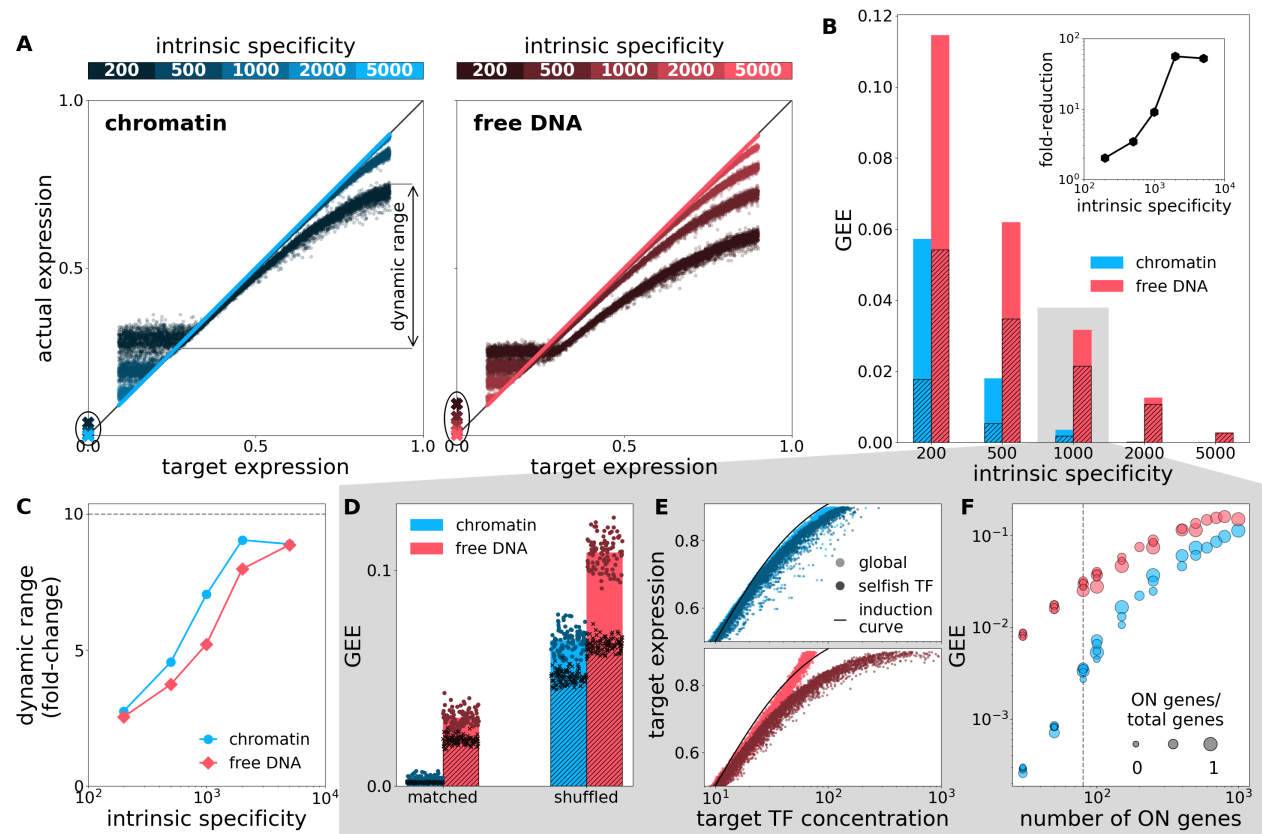 A
intrinsic specificity
200 500 1000 2000 5000
chromatin
1.0
0.5
0.0
0.5
1.0
actual expression
target expression
dynamic range
intrinsic specificity
200 500 1000 2000 5000
free DNA
0.0
0.5
1.0
target expression
B
0.12
0.10
0.08
0.06
0.04
0.02
0.00
GEE
200 500 1000 2000 5000
intrinsic specificity
chromatin
free DNA
10²
10¹
10⁰
fold-reduction
10² 10³ 10⁴
intrinsic specificity
C
10
5
0
dynamic range
(fold-change)
chromatin
free DNA
10² 10³ 10⁴
intrinsic specificity
D
chromatin
free DNA
0.1
0.0
GEE
matched shuffled
E
0.8
0.6
0.8
0.6
target expression
global
selfish TF
induction
curve
10¹ 10² 10³
target TF concentration
F
10⁻¹
10⁻²
10⁻³
GEE
ON genes/
total genes
0 1
10² 10³
number of ON genes